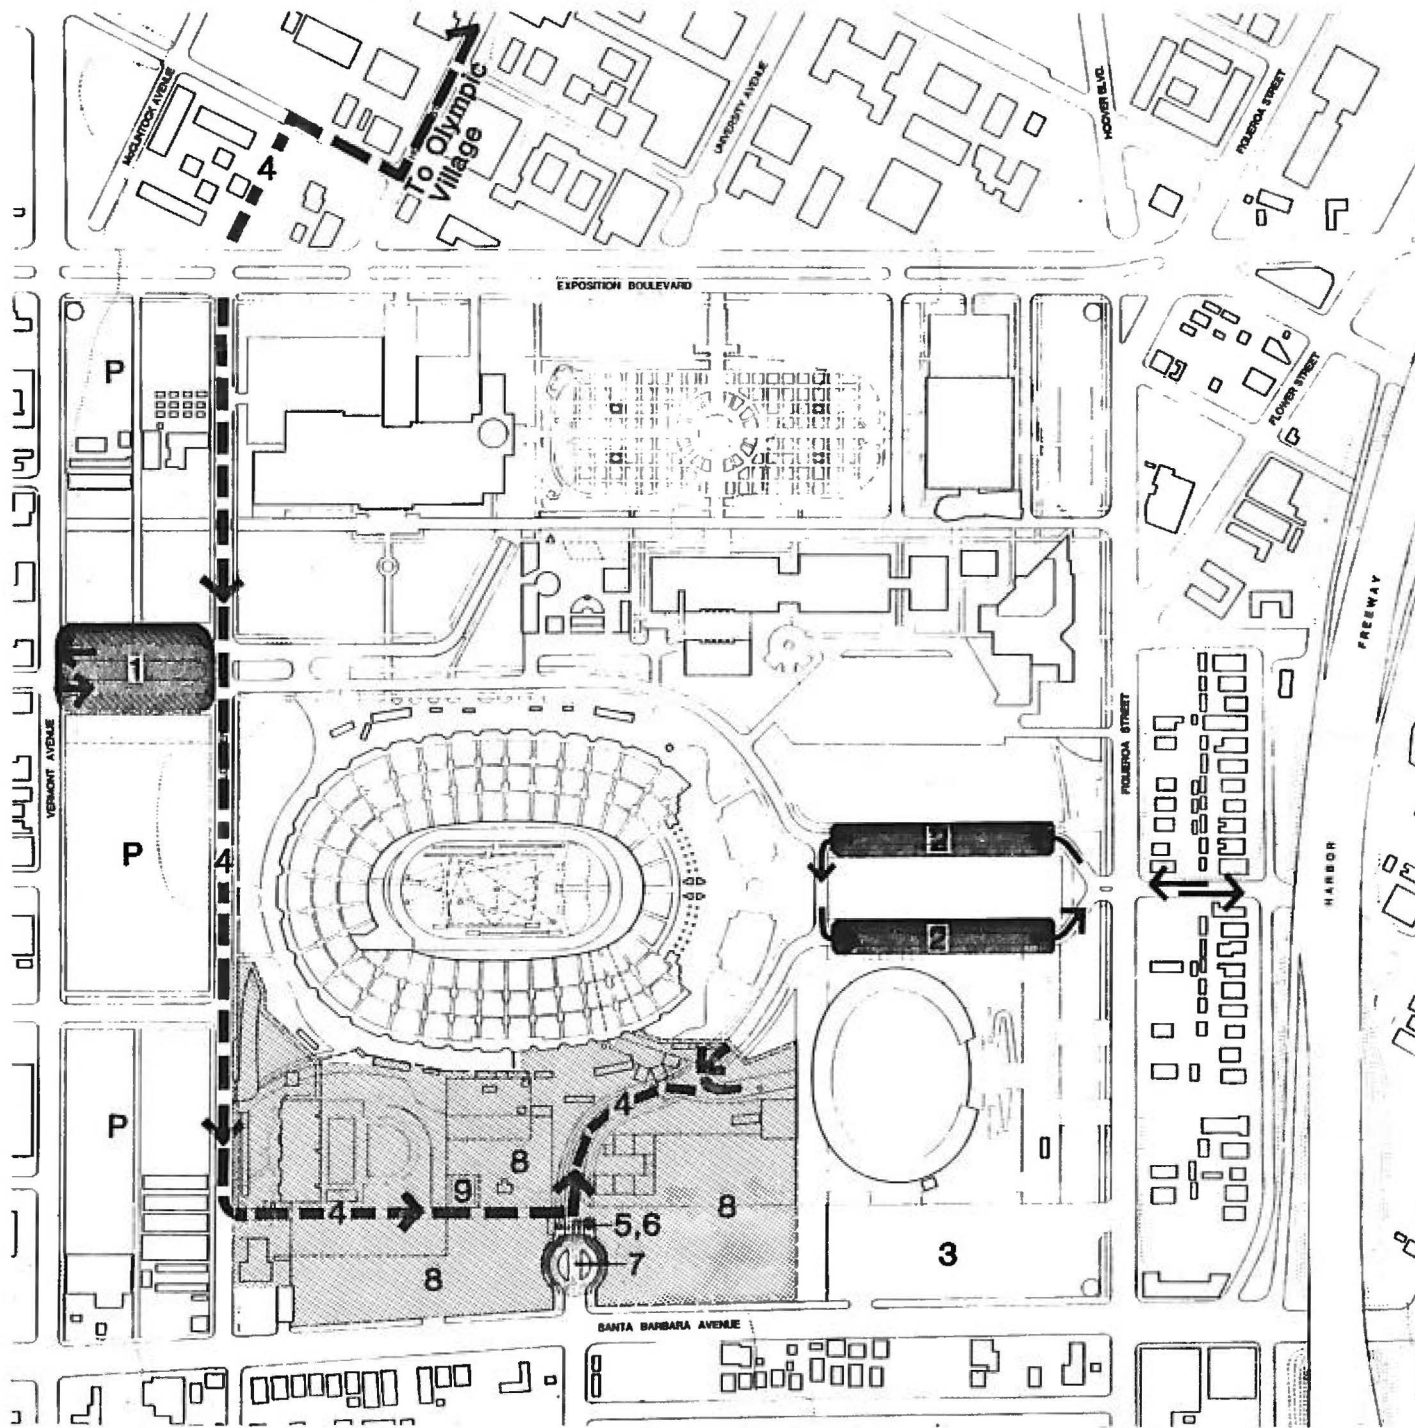 McCLINTOCK AVENUE
4
To Olympic
Village
UNIVERSITY AVENUE
HOOVER BLVD.
FIGUEROA STREET
EXPOSITION BOULEVARD
P
FLOWER STREET
1
VERMONT AVENUE
FIGUEROA STREET
HARBOR FREEWAY
P
4
2
2
P
4
8
9
4
5,6
8
7
8
3
SANTA BARBARA AVENUE